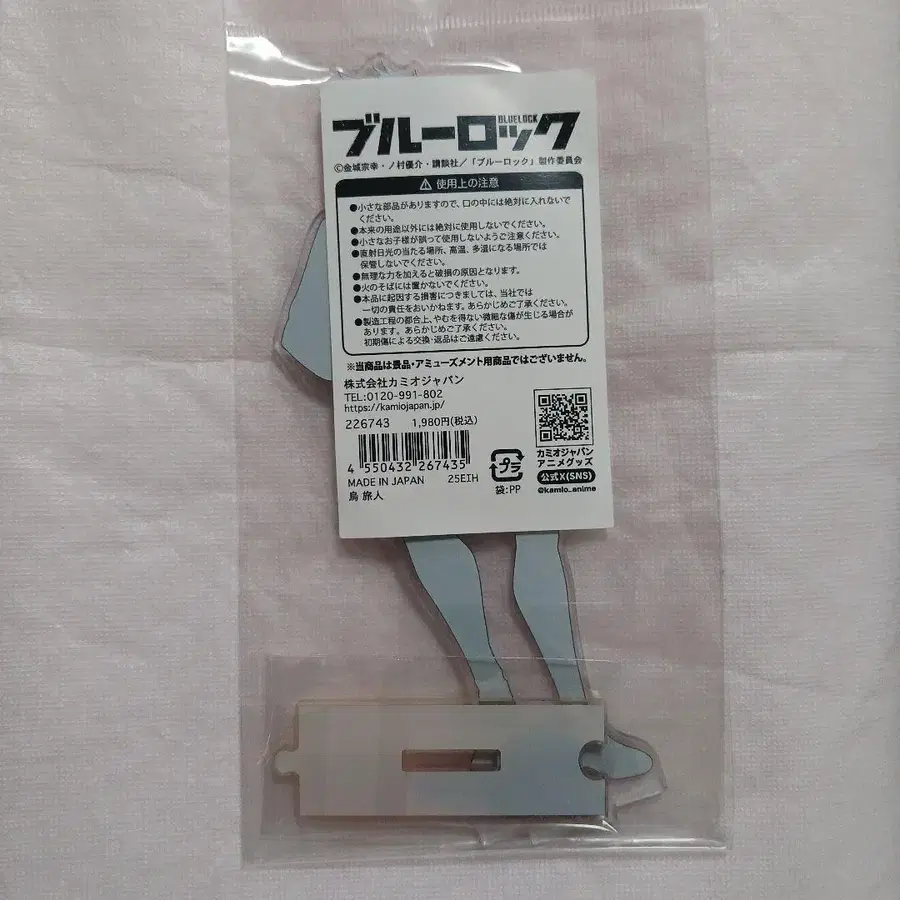 ブルーロック
BLUELOCK
©金城宗幸・ノ村優介・講談社／「ブルーロック」製作委員会
⚠ 使用上の注意
●小さな部品がありますので、口の中には絶対に入れないで
ください。
●本来の用途以外には絶対に使用しないでください。
●小さなお子様が誤って使用しないようご注意ください。
●直射日光の当たる場所、高温、多湿になる場所では
保管しないでください。
●無理な力を加えると破損の原因となります。
●火のそばには置かないでください。
●本品に起因する損害につきましては、当社では
一切の責任をおいかねます。あらかじめご了承ください。
●製造工程の都合上、やむを得ない微細な傷が生じる場合が
あります。あらかじめご了承ください。
初期傷による交換・返品はご遠慮ください。
※当商品は景品・アミューズメント用商品ではございません。
株式会社カミオジャパン
TEL:0120-991-802
https://kamiojapan.jp/
226743 1,980円(税込)
4 550432 267435
MADE IN JAPAN 25EIH
烏 旅人
プラ
袋:PP
カミオジャパン
アニメグッズ
公式X(SNS)
@kamio_anime